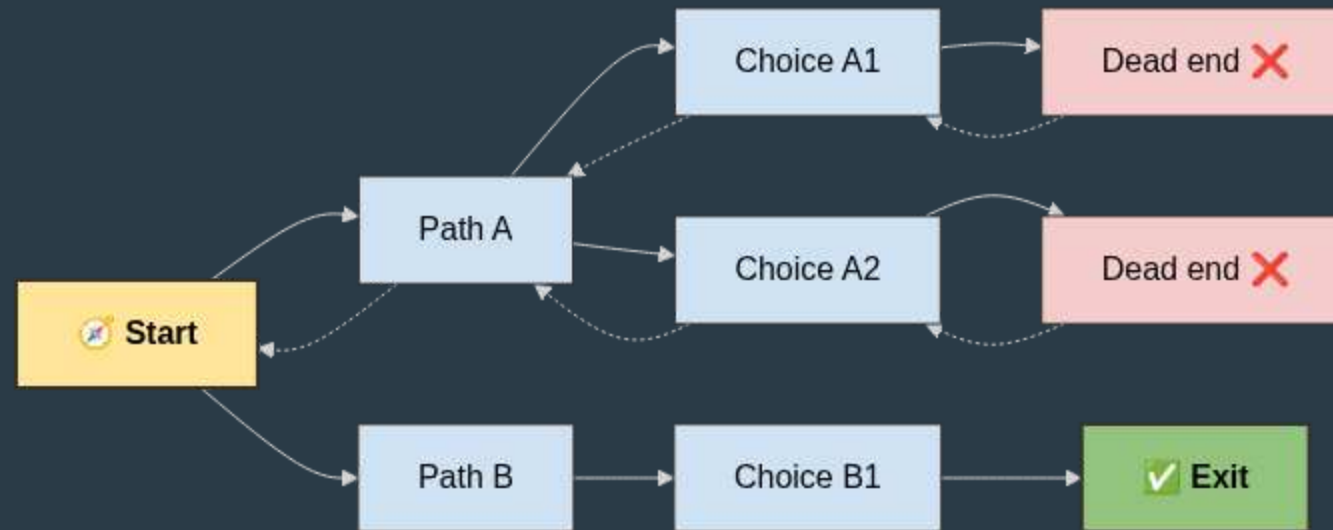 Choice A1
Dead end ❌
Path A
Choice A2
Dead end ❌
🧭 Start
Path B
Choice B1
✅ Exit